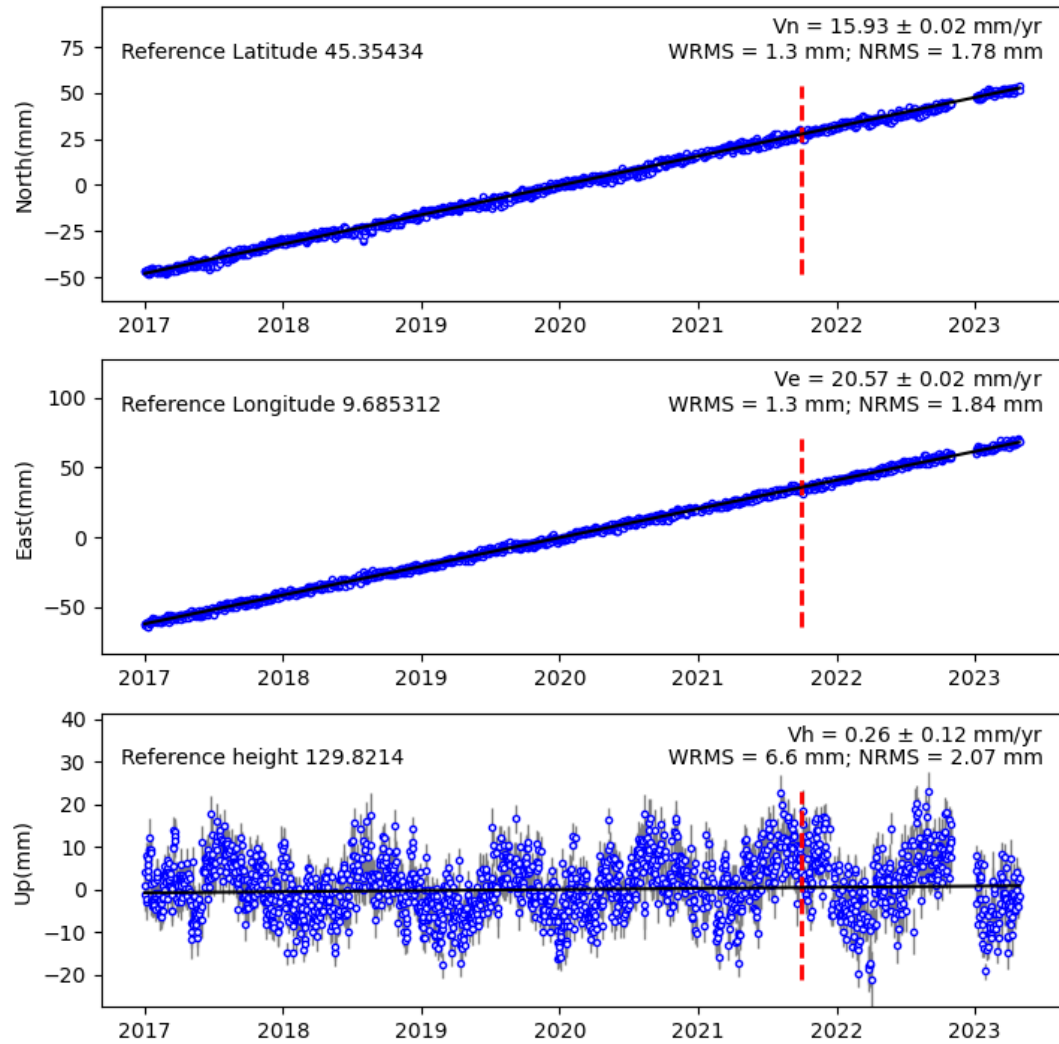 Vn = 15.93 ± 0.02 mm/yr
Reference Latitude 45.35434
WRMS = 1.3 mm; NRMS = 1.78 mm
North(mm)
75
50
25
0
−25
−50
2017 2018 2019 2020 2021 2022 2023
Ve = 20.57 ± 0.02 mm/yr
Reference Longitude 9.685312
WRMS = 1.3 mm; NRMS = 1.84 mm
East(mm)
100
50
0
−50
2017 2018 2019 2020 2021 2022 2023
Vh = 0.26 ± 0.12 mm/yr
Reference height 129.8214
WRMS = 6.6 mm; NRMS = 2.07 mm
Up(mm)
40
30
20
10
0
−10
−20
2017 2018 2019 2020 2021 2022 2023